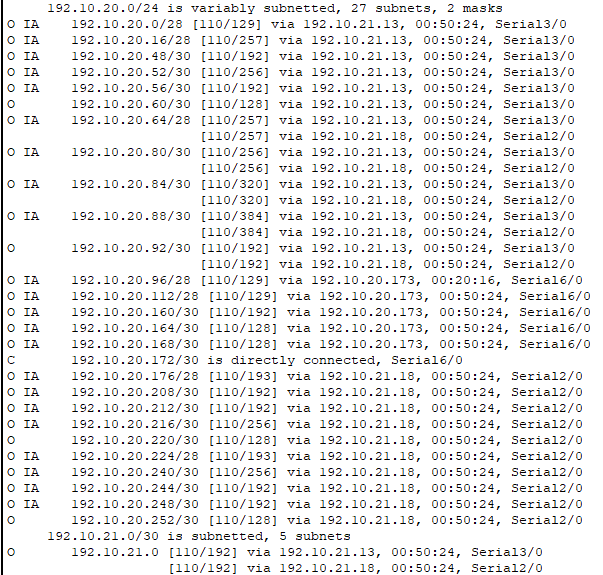 192.10.20.0/24 is variably subnetted, 27 subnets, 2 masks
O IA 192.10.20.0/28 [110/129] via 192.10.21.13, 00:50:24, Serial3/0
O IA 192.10.20.16/28 [110/257] via 192.10.21.13, 00:50:24, Serial3/0
O IA 192.10.20.48/30 [110/192] via 192.10.21.13, 00:50:24, Serial3/0
O IA 192.10.20.52/30 [110/256] via 192.10.21.13, 00:50:24, Serial3/0
O IA 192.10.20.56/30 [110/192] via 192.10.21.13, 00:50:24, Serial3/0
O 192.10.20.60/30 [110/128] via 192.10.21.13, 00:50:24, Serial3/0
O IA 192.10.20.64/28 [110/257] via 192.10.21.13, 00:50:24, Serial3/0
[110/257] via 192.10.21.18, 00:50:24, Serial2/0
O IA 192.10.20.80/30 [110/256] via 192.10.21.13, 00:50:24, Serial3/0
[110/256] via 192.10.21.18, 00:50:24, Serial2/0
O IA 192.10.20.84/30 [110/320] via 192.10.21.13, 00:50:24, Serial3/0
[110/320] via 192.10.21.18, 00:50:24, Serial2/0
O IA 192.10.20.88/30 [110/384] via 192.10.21.13, 00:50:24, Serial3/0
[110/384] via 192.10.21.18, 00:50:24, Serial2/0
O 192.10.20.92/30 [110/192] via 192.10.21.13, 00:50:24, Serial3/0
[110/192] via 192.10.21.18, 00:50:24, Serial2/0
O IA 192.10.20.96/28 [110/129] via 192.10.20.173, 00:20:16, Serial6/0
O IA 192.10.20.112/28 [110/129] via 192.10.20.173, 00:50:24, Serial6/0
O IA 192.10.20.160/30 [110/192] via 192.10.20.173, 00:50:24, Serial6/0
O IA 192.10.20.164/30 [110/128] via 192.10.20.173, 00:50:24, Serial6/0
O IA 192.10.20.168/30 [110/128] via 192.10.20.173, 00:50:24, Serial6/0
C 192.10.20.172/30 is directly connected, Serial6/0
O IA 192.10.20.176/28 [110/193] via 192.10.21.18, 00:50:24, Serial2/0
O IA 192.10.20.208/30 [110/192] via 192.10.21.18, 00:50:24, Serial2/0
O IA 192.10.20.212/30 [110/192] via 192.10.21.18, 00:50:24, Serial2/0
O IA 192.10.20.216/30 [110/256] via 192.10.21.18, 00:50:24, Serial2/0
O 192.10.20.220/30 [110/128] via 192.10.21.18, 00:50:24, Serial2/0
O IA 192.10.20.224/28 [110/193] via 192.10.21.18, 00:50:24, Serial2/0
O IA 192.10.20.240/30 [110/256] via 192.10.21.18, 00:50:24, Serial2/0
O IA 192.10.20.244/30 [110/192] via 192.10.21.18, 00:50:24, Serial2/0
O IA 192.10.20.248/30 [110/192] via 192.10.21.18, 00:50:24, Serial2/0
O 192.10.20.252/30 [110/128] via 192.10.21.18, 00:50:24, Serial2/0
192.10.21.0/30 is subnetted, 5 subnets
O 192.10.21.0 [110/192] via 192.10.21.13, 00:50:24, Serial3/0
[110/192] via 192.10.21.18, 00:50:24, Serial2/0